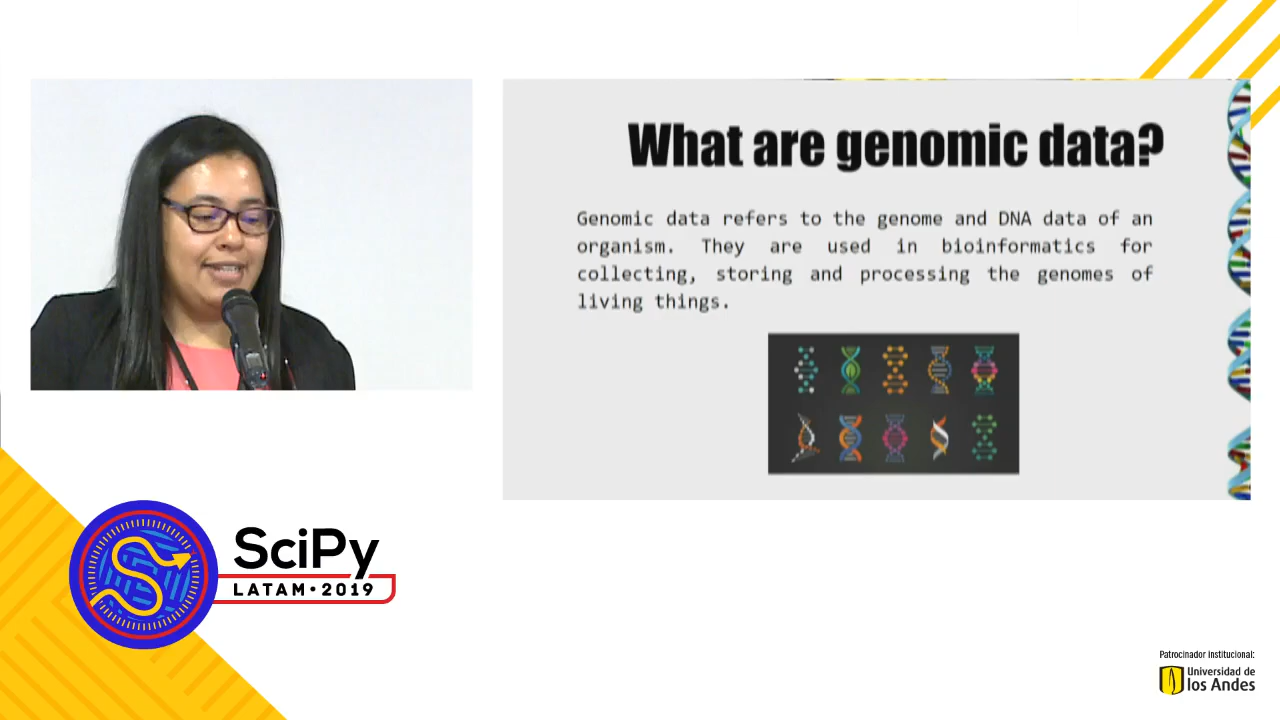 What are genomic data?
Genomic data refers to the genome and DNA data of an
organism. They are used in bioinformatics for
collecting, storing and processing the genomes of
living things.
SciPy
LATAM·2019
Patrocinador institucional:
Universidad de
los Andes